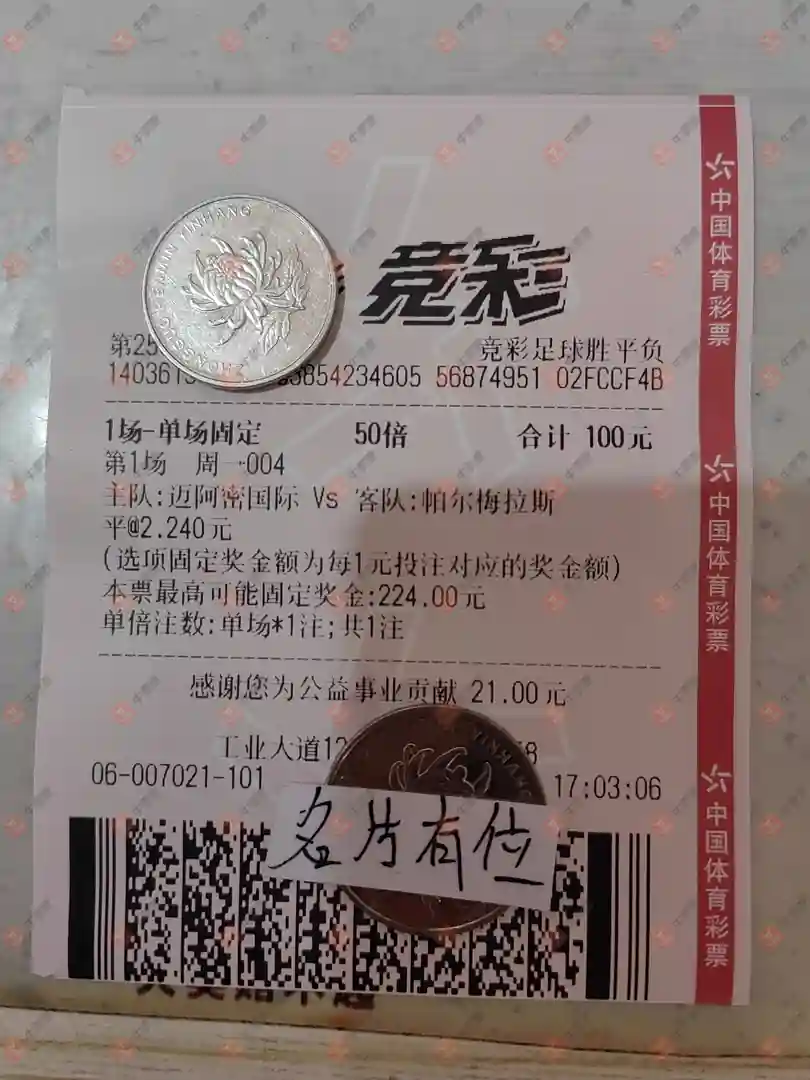 ZHONGGUO RENMIN YINHANG
竞彩
第25
竞彩足球胜平负
1403615 3854234605 56874951 02FCCF4B
1场-单场固定 50倍 合计 100元
第1场 周一004
主队:迈阿密国际 Vs 客队:帕尔梅拉斯
平@2.240元
(选项固定奖金额为每1元投注对应的奖金额)
本票最高可能固定奖金:224.00元
单倍注数:单场*1注;共1注
感谢您为公益事业贡献 21.00元
工业大道12
06-007021-101 17:03:06
名片有位
中国体育彩票
中国体育彩票
中国体育彩票